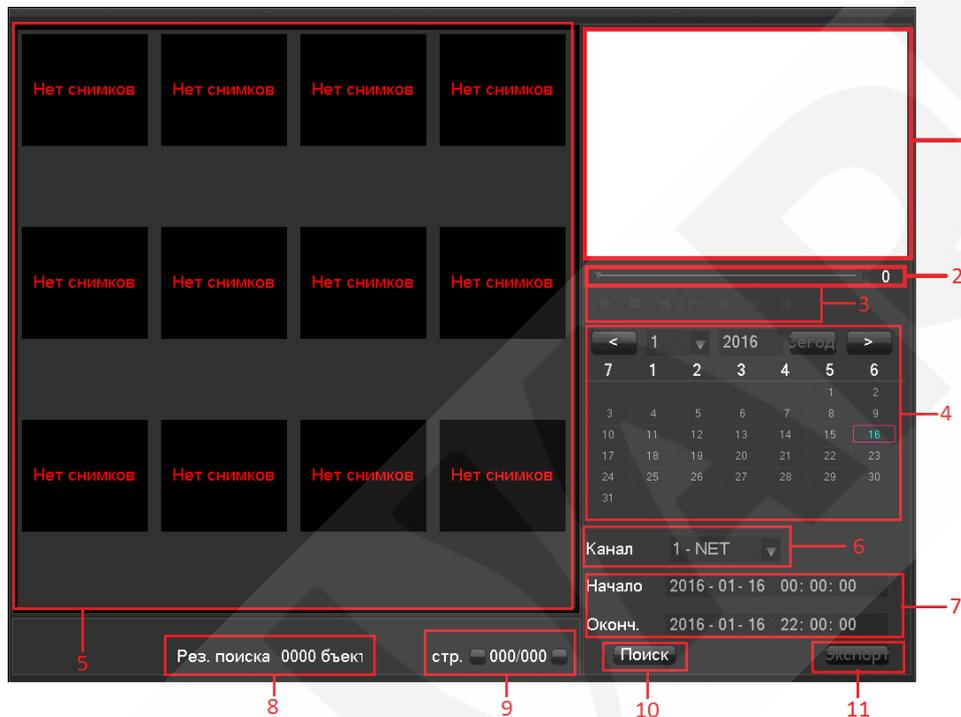 Нет снимков Нет снимков Нет снимков Нет снимков
Нет снимков Нет снимков Нет снимков Нет снимков
Нет снимков Нет снимков Нет снимков Нет снимков
5
Рез. поиска 0000 бъект
8
стр. 000/000
9
0
2
3
< 1 2016 Сегод. >
7 1 2 3 4 5 6
1 2
3 4 5 6 7 8 9
10 11 12 13 14 15 16
17 18 19 20 21 22 23
24 25 26 27 28 29 30
31
4
Канал 1 - NET
6
Начало 2016 - 01 - 16 00: 00: 00
Оконч. 2016 - 01 - 16 22: 00: 00
7
Поиск
10
Экспорт
11